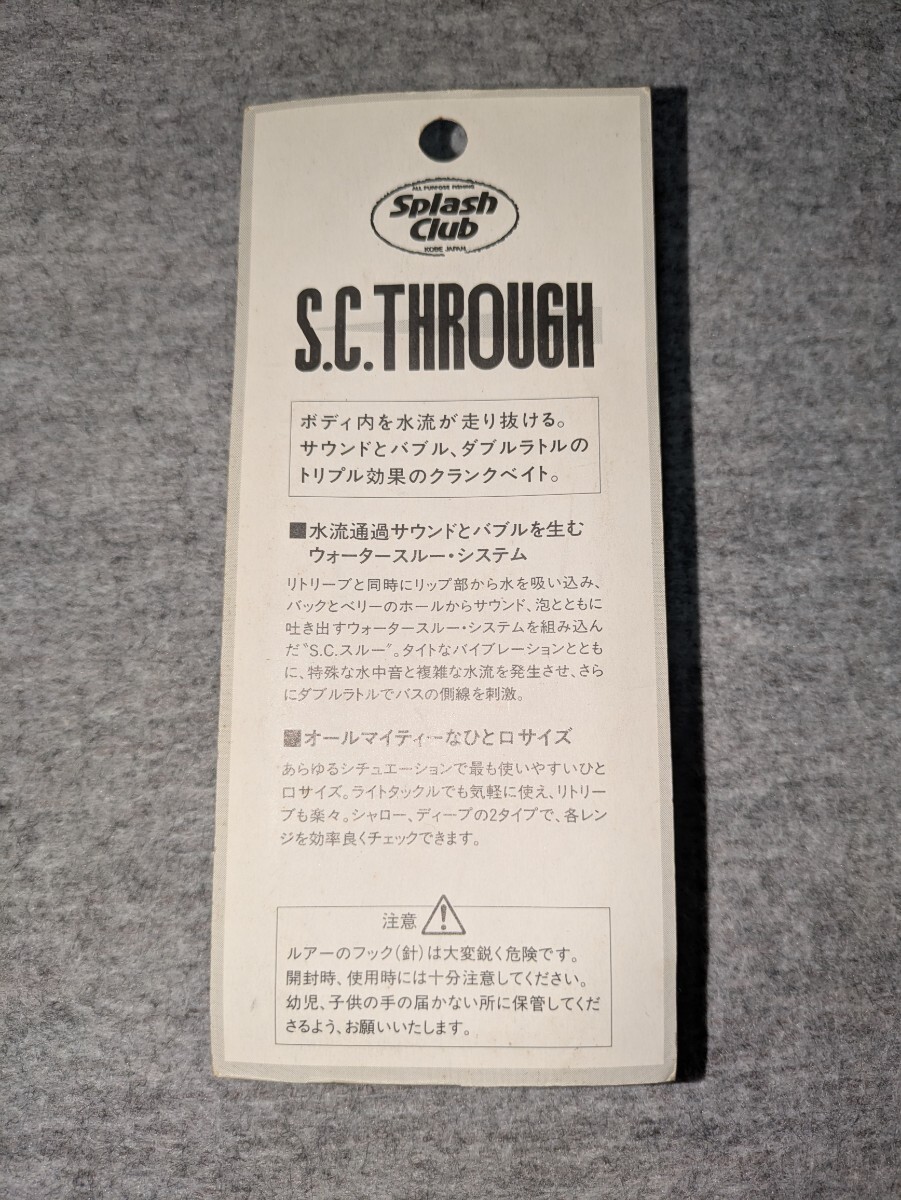 ALL PURPOSE FISHING
Splash
Club
KOBE JAPAN
S.C.THROUGH
ボディ内を水流が走り抜ける。
サウンドとバブル、ダブルラトルの
トリプル効果のクランクベイト。
■水流通過サウンドとバブルを生む
ウォータースルー・システム
リトリーブと同時にリップ部から水を吸い込み、
バックとベリーのホールからサウンド、泡とともに
吐き出すウォータースルー・システムを組み込ん
だ〝S.C.スルー〟。タイトなバイブレーションととも
に、特殊な水中音と複雑な水流を発生させ、さら
にダブルラトルでバスの側線を刺激。
■オールマイティーなひと口サイズ
あらゆるシチュエーションで最も使いやすいひと
口サイズ。ライトタックルでも気軽に使え、リトリー
ブも楽々。シャロー、ディープの2タイプで、各レン
ジを効率良くチェックできます。
注意
ルアーのフック(針)は大変鋭く危険です。
開封時、使用時には十分注意してください。
幼児、子供の手の届かない所に保管してくだ
さるよう、お願いいたします。